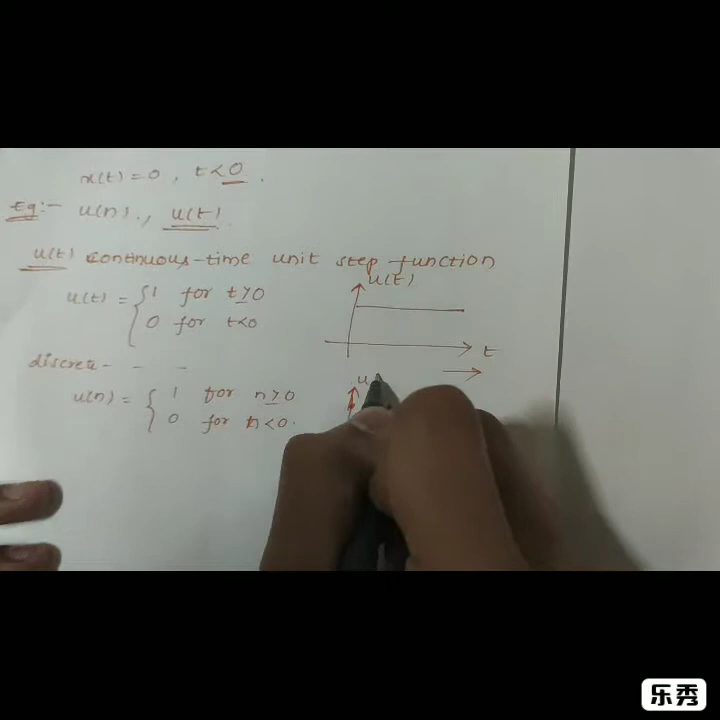 x(t) = 0 , t < 0 .
Eg:- u(n) ., u(t)
u(t) continuous-time unit step function
u(t) = { 1 for t ≥ 0
0 for t < 0
u(t)
t
discrete - - -
u(n) = { 1 for n ≥ 0
0 for n < 0 .
u
乐秀